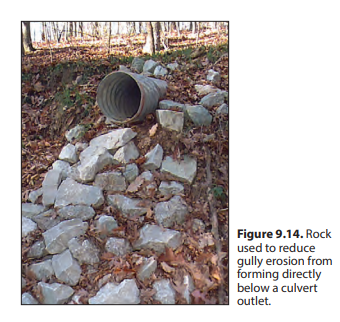 Figure 9.14. Rock
used to reduce
gully erosion from
forming directly
below a culvert
outlet.